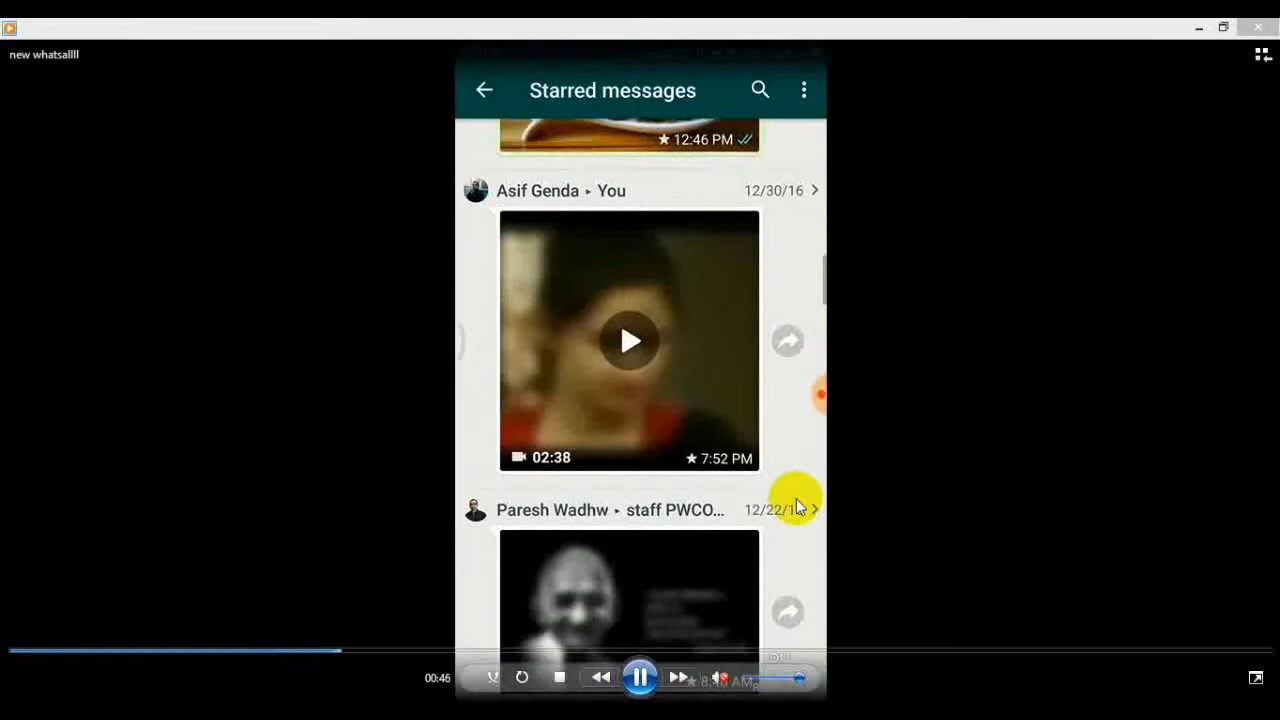 new whatsallll
Starred messages
12:46 PM
Asif Genda ▸ You 12/30/16
02:38 7:52 PM
Paresh Wadhw ▸ staff PWCO...
00:46